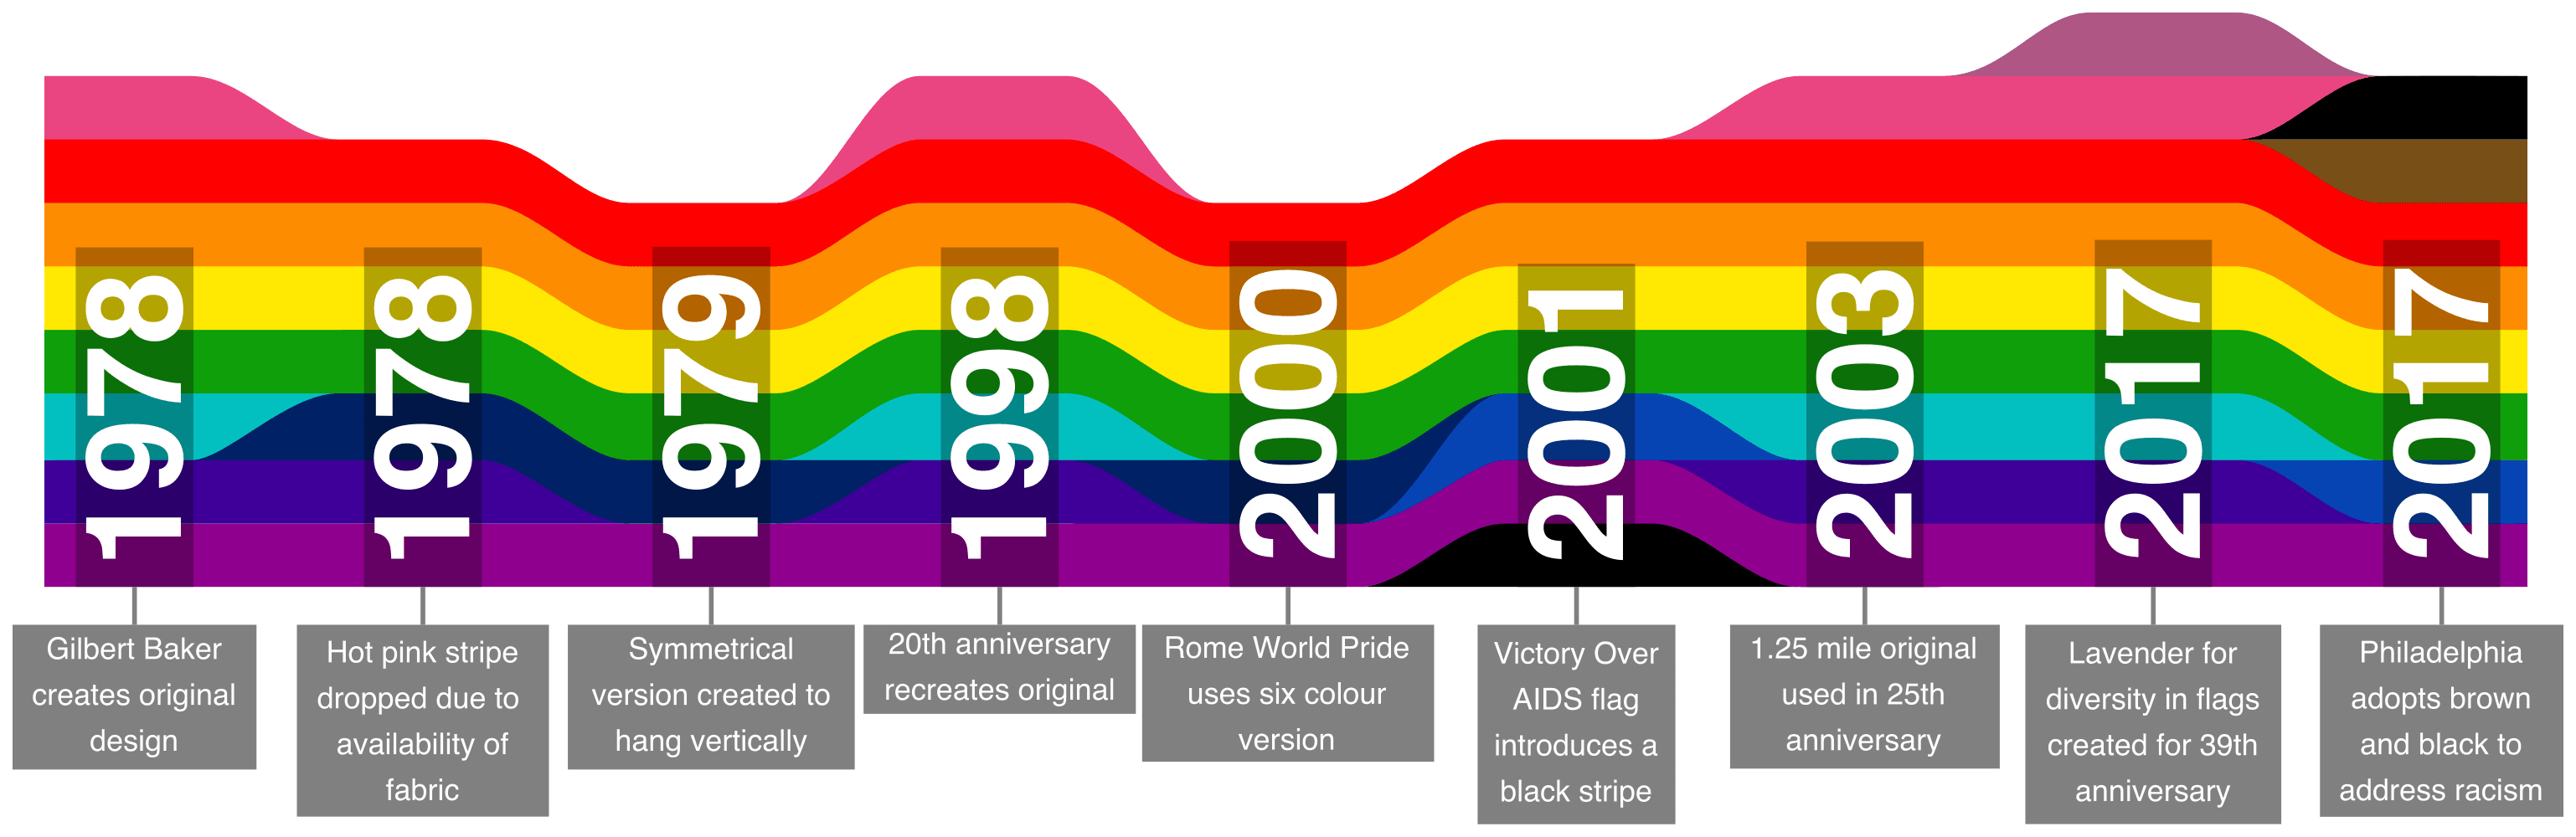 1978
1978
1979
1998
2000
2001
2003
2017
2017
Gilbert Baker
creates original
design
Hot pink stripe
dropped due to
availability of
fabric
Symmetrical
version created to
hang vertically
20th anniversary
recreates original
Rome World Pride
uses six colour
version
Victory Over
AIDS flag
introduces a
black stripe
1.25 mile original
used in 25th
anniversary
Lavender for
diversity in flags
created for 39th
anniversary
Philadelphia
adopts brown
and black to
address racism